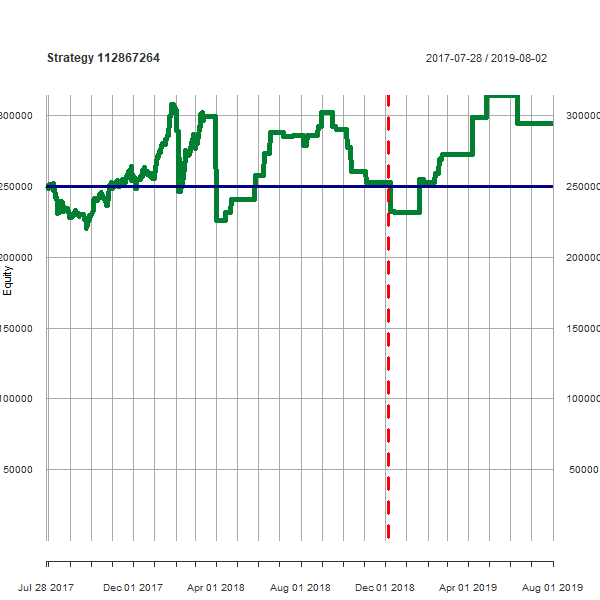 Strategy 112867264 2017-07-28 / 2019-08-02
300000 300000
250000 250000
200000 200000
Equity
150000 150000
100000 100000
50000 50000
Jul 28 2017 Dec 01 2017 Apr 01 2018 Aug 01 2018 Dec 01 2018 Apr 01 2019 Aug 01 2019